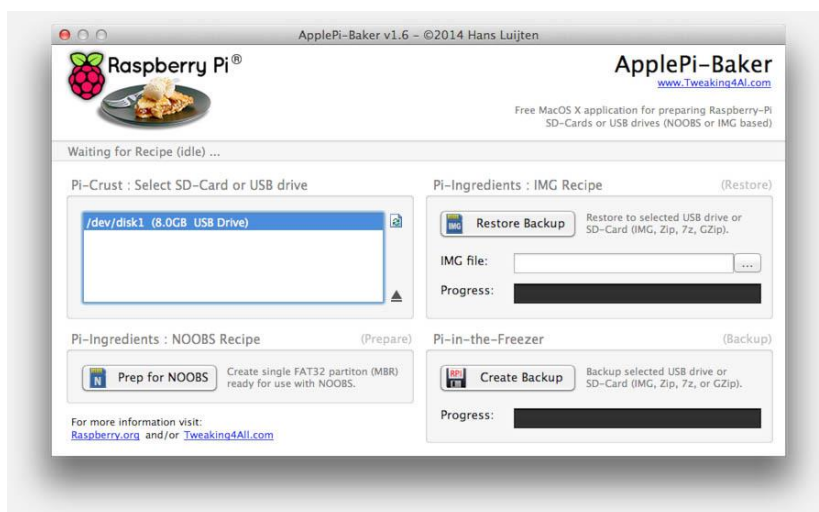 ApplePi-Baker v1.6 – ©2014 Hans Luijten
Raspberry Pi®
ApplePi-Baker
www.Tweaking4Al.com
Free MacOS X application for preparing Raspberry-Pi
SD-Cards or USB drives (NOOBS or IMG based)
Waiting for Recipe (idle) ...
Pi-Crust : Select SD-Card or USB drive
/dev/disk1 (8.0GB USB Drive)
Pi-Ingredients : NOOBS Recipe (Prepare)
N
Prep for NOOBS
Create single FAT32 partiton (MBR)
ready for use with NOOBS.
For more information visit:
Raspberry.org and/or Tweaking4All.com
Pi-Ingredients : IMG Recipe (Restore)
IMG
Restore Backup
Restore to selected USB drive or
SD-Card (IMG, Zip, 7z, GZip).
IMG file:
...
Progress:
Pi-in-the-Freezer (Backup)
RPi
Create Backup
Backup selected USB drive or
SD-Card (IMG, Zip, 7z, or GZip).
Progress: